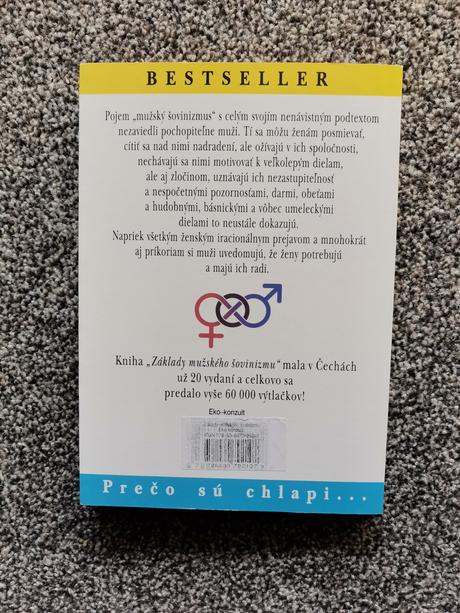 BESTSELLER
Pojem „mužský šovinizmus“ s celým svojím nenávistným podtextom
nezaviedli pochopiteľne muži. Tí sa môžu ženám posmievať,
cítiť sa nad nimi nadradení, ale ožívajú v ich spoločnosti,
nechávajú sa nimi motivovať k veľkolepým dielam,
ale aj zločinom, uznávajú ich nezastupiteľnosť
a nespočetnými pozornosťami, darmi, obeťami
a hudobnými, básnickými a vôbec umeleckými
dielami to neustále dokazujú.
Napriek všetkým ženským iracionálnym prejavom a mnohokrát
aj príkoriam si muži uvedomujú, že ženy potrebujú
a majú ich radi.
Kniha „Základy mužského šovinizmu“ mala v Čechách
už 20 vydaní a celkovo sa
predalo vyše 60 000 výtlačkov!
Eko-konzult
Prečo sú chlapi...